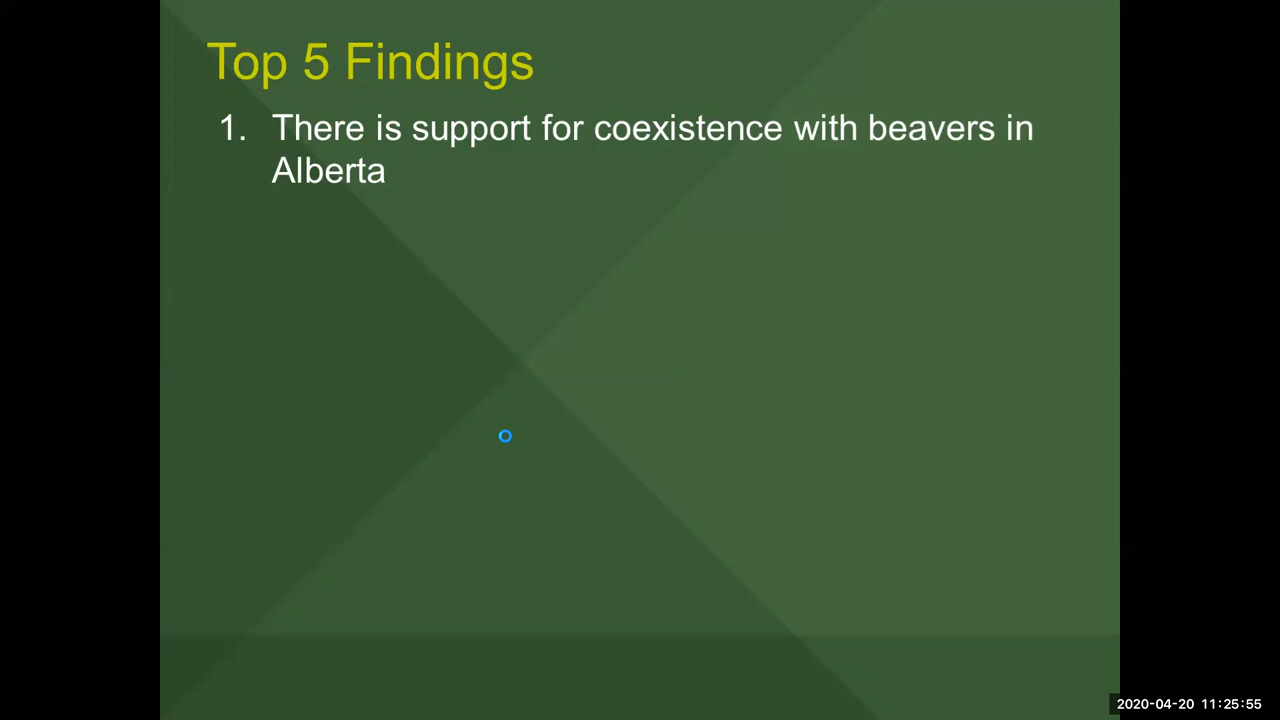 Top 5 Findings
1. There is support for coexistence with beavers in
Alberta
2020-04-20 11:25:55